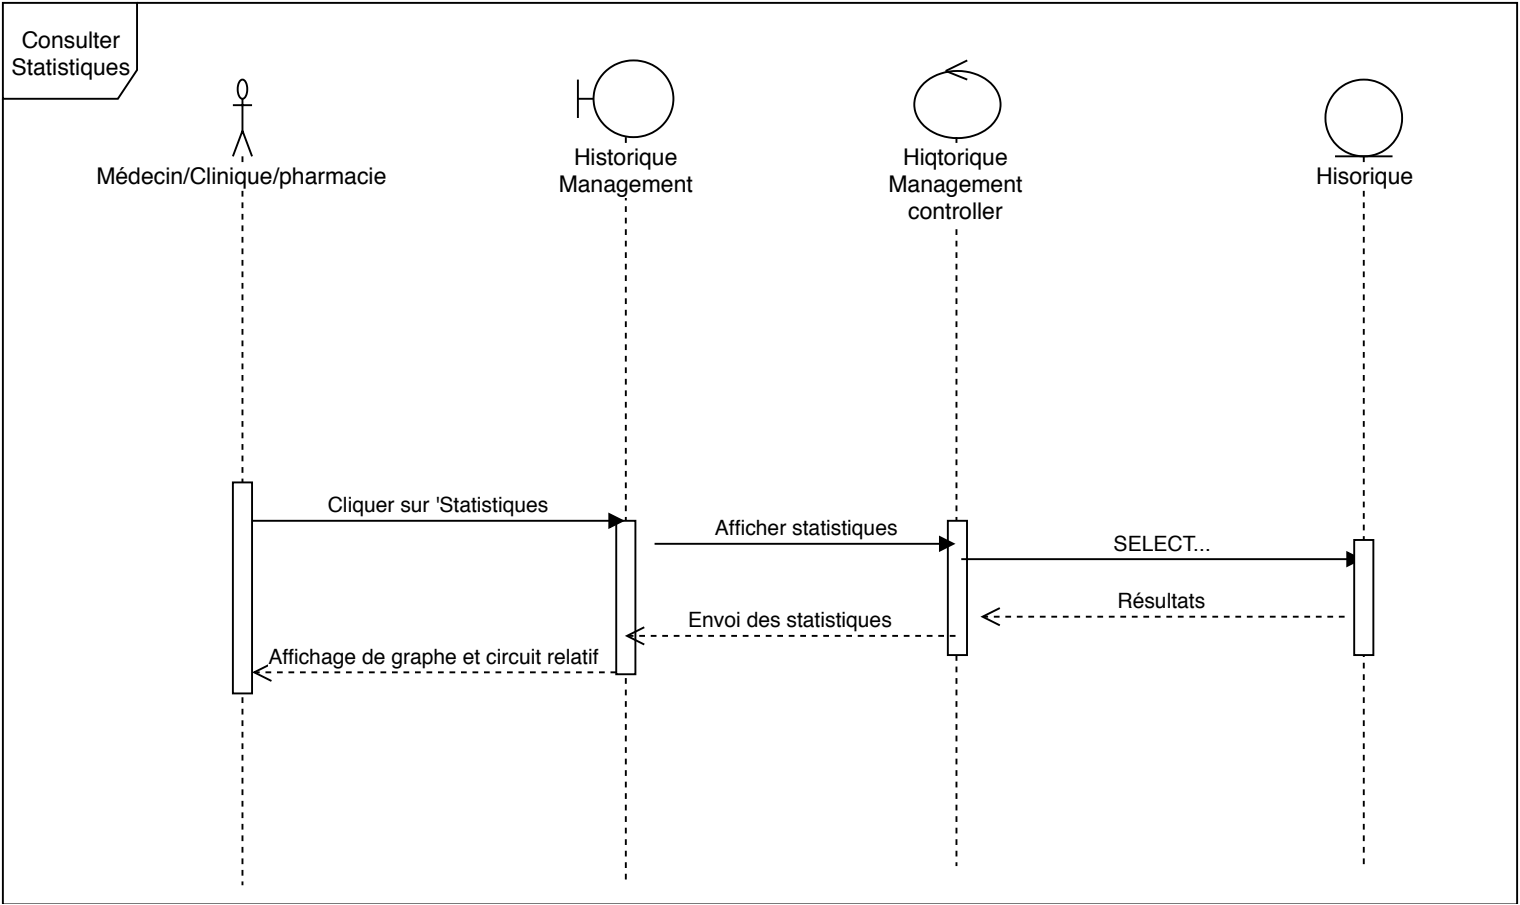 Consulter
Statistiques
Médecin/Clinique/pharmacie
Historique
Management
Hiqtorique
Management
controller
Hisorique
Cliquer sur 'Statistiques
Afficher statistiques
SELECT...
Résultats
Envoi des statistiques
Affichage de graphe et circuit relatif